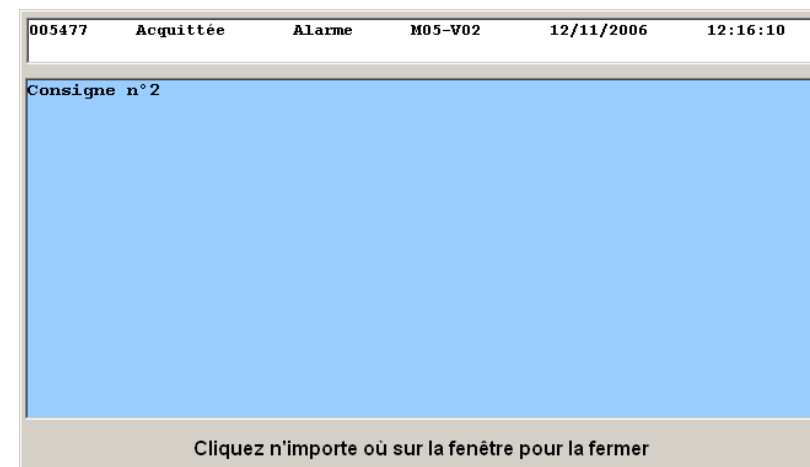 005477 Acquittée Alarme M05-V02 12/11/2006 12:16:10
Consigne n°2
Cliquez n'importe où sur la fenêtre pour la fermer